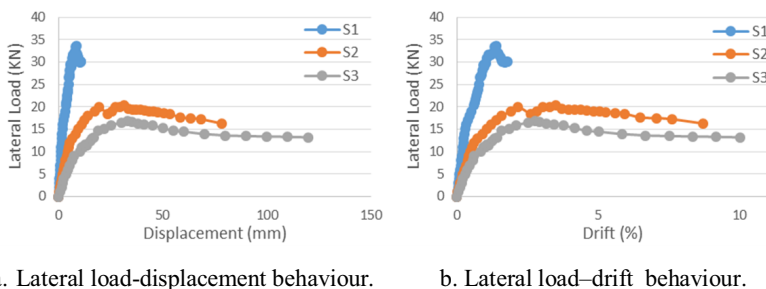 40
35
30
25
20
15
10
5
0
Lateral Load (KN)
0 50 100 150
Displacement (mm)
S1
S2
S3
40
35
30
25
20
15
10
5
0
Lateral Load (KN)
0 5 10
Drift (%)
S1
S2
S3
. Lateral load-displacement behaviour.
b. Lateral load–drift behaviour.